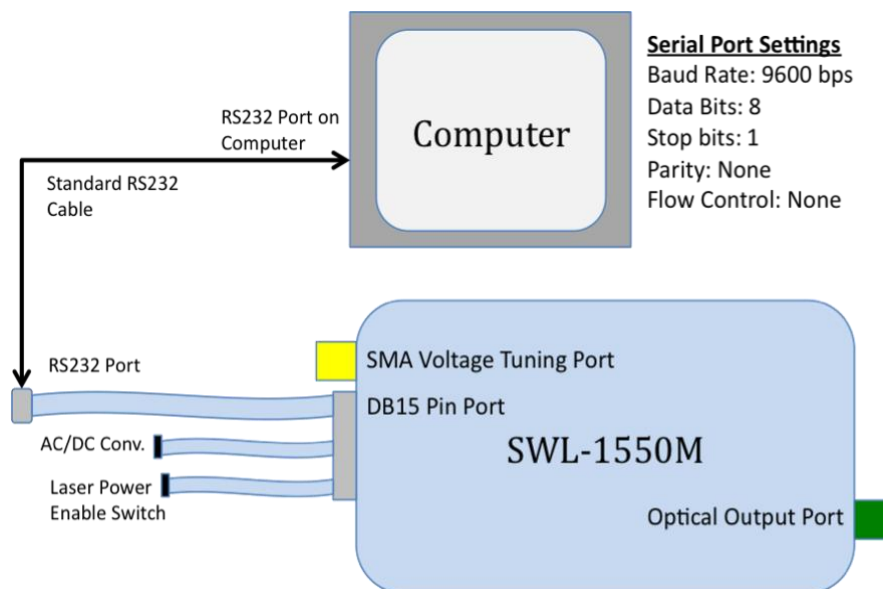 Serial Port Settings
Baud Rate: 9600 bps
Data Bits: 8
Stop bits: 1
Parity: None
Flow Control: None
RS232 Port on
Computer
Computer
Standard RS232
Cable
RS232 Port
SMA Voltage Tuning Port
DB15 Pin Port
AC/DC Conv.
SWL-1550M
Laser Power
Enable Switch
Optical Output Port